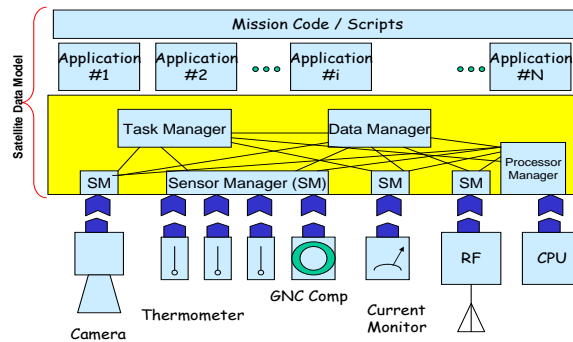 Mission Code / Scripts
Satellite Data Model
Application
#1
Application
#2
Application
#i
Application
#N
Task Manager
Data Manager
Processor
Manager
SM
Sensor Manager (SM)
SM
SM
RF
CPU
GNC Comp
Thermometer
Current
Monitor
Camera